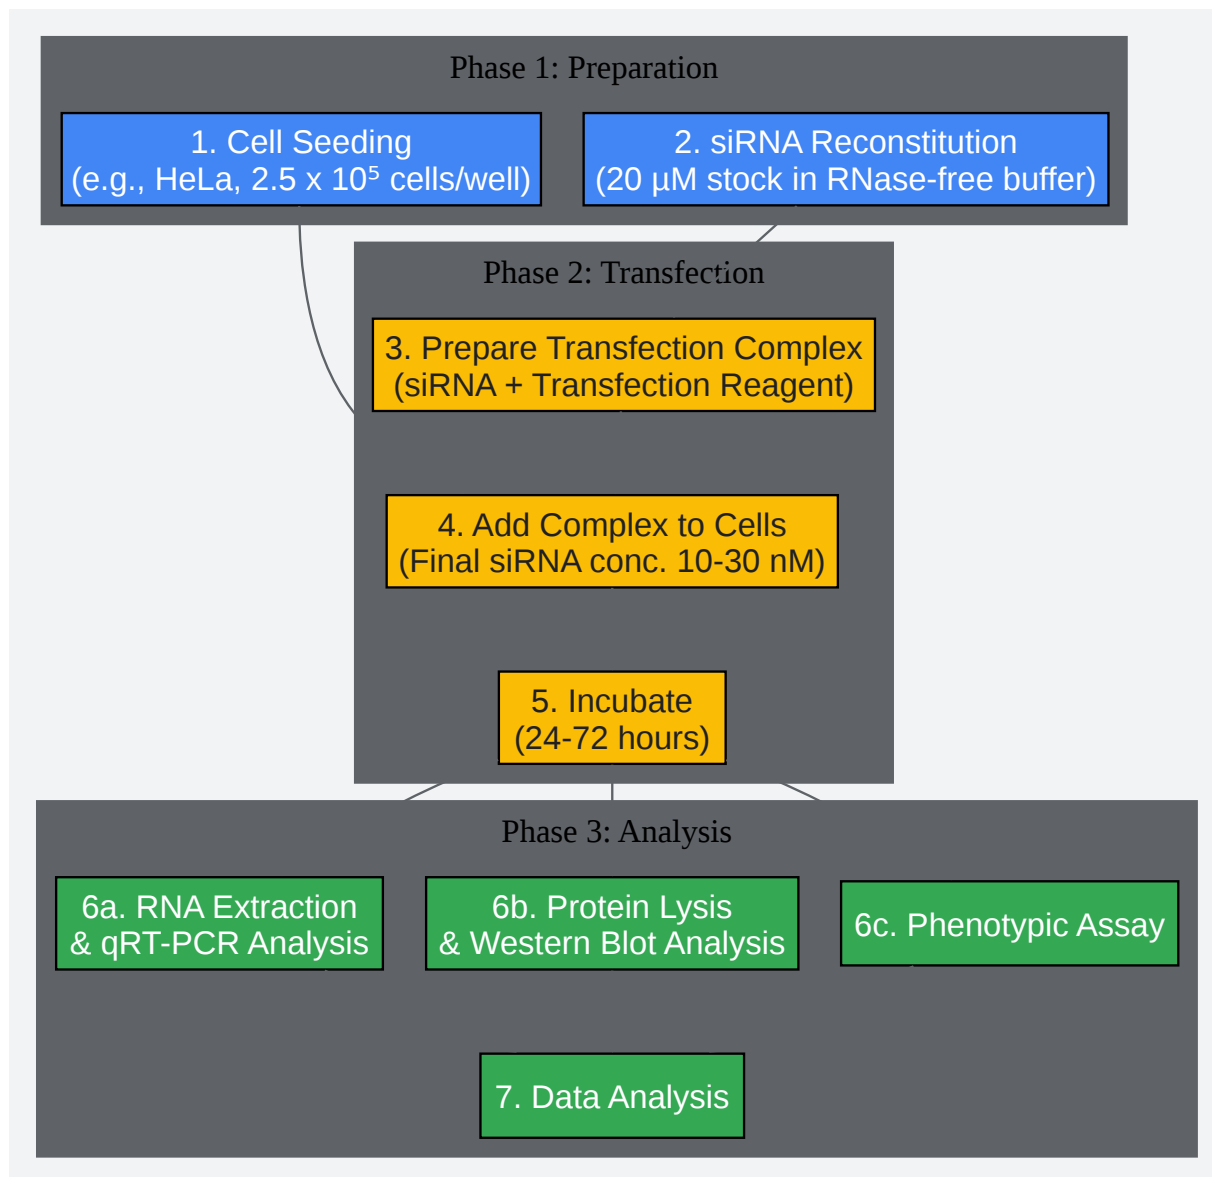 Phase 1: Preparation
1. Cell Seeding
(e.g., HeLa, 2.5 x 10⁵ cells/well)
2. siRNA Reconstitution
(20 µM stock in RNase-free buffer)
Phase 2: Transfection
3. Prepare Transfection Complex
(siRNA + Transfection Reagent)
4. Add Complex to Cells
(Final siRNA conc. 10-30 nM)
5. Incubate
(24-72 hours)
Phase 3: Analysis
6a. RNA Extraction
& qRT-PCR Analysis
6b. Protein Lysis
& Western Blot Analysis
6c. Phenotypic Assay
7. Data Analysis